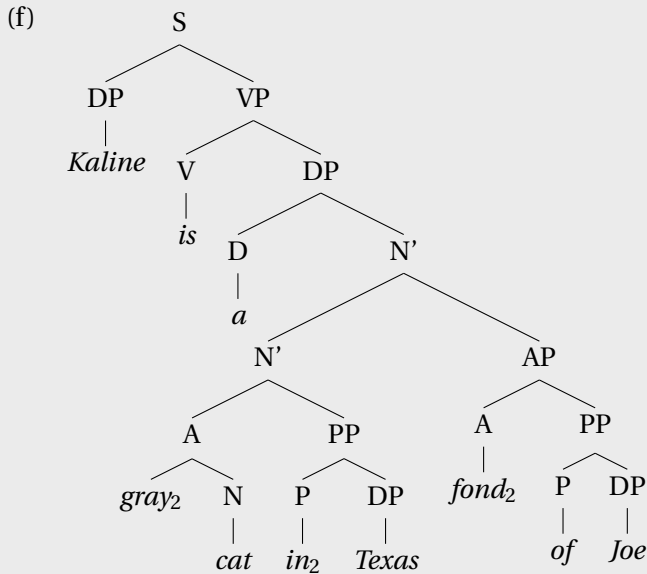 (f)
S
DP VP
Kaline V DP
is D N'
a
N' AP
A PP A PP
gray₂ N P DP fond₂ P DP
cat in₂ Texas of Joe